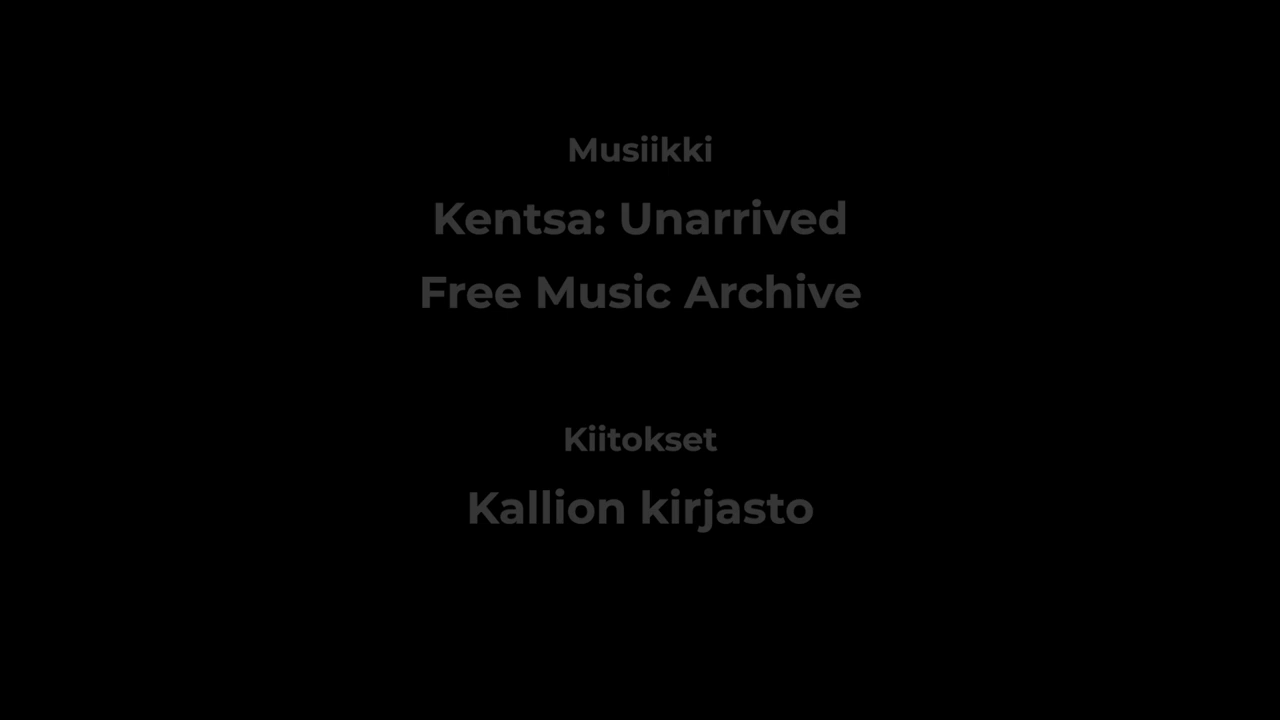 Musiikki
Kentsa: Unarrived
Free Music Archive
Kiitokset
Kallion kirjasto